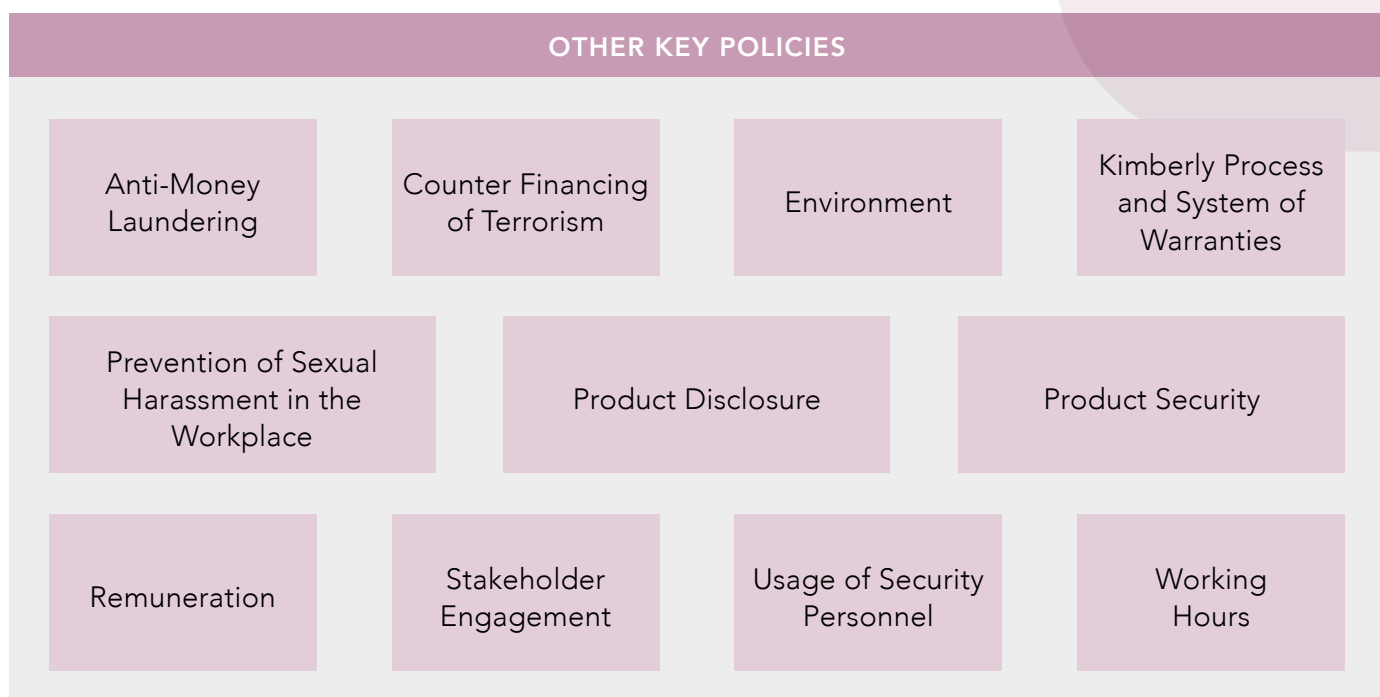 OTHER KEY POLICIES
Anti-Money
Laundering
Counter Financing
of Terrorism
Environment
Kimberly Process
and System of
Warranties
Prevention of Sexual
Harassment in the
Workplace
Product Disclosure
Product Security
Remuneration
Stakeholder
Engagement
Usage of Security
Personnel
Working
Hours